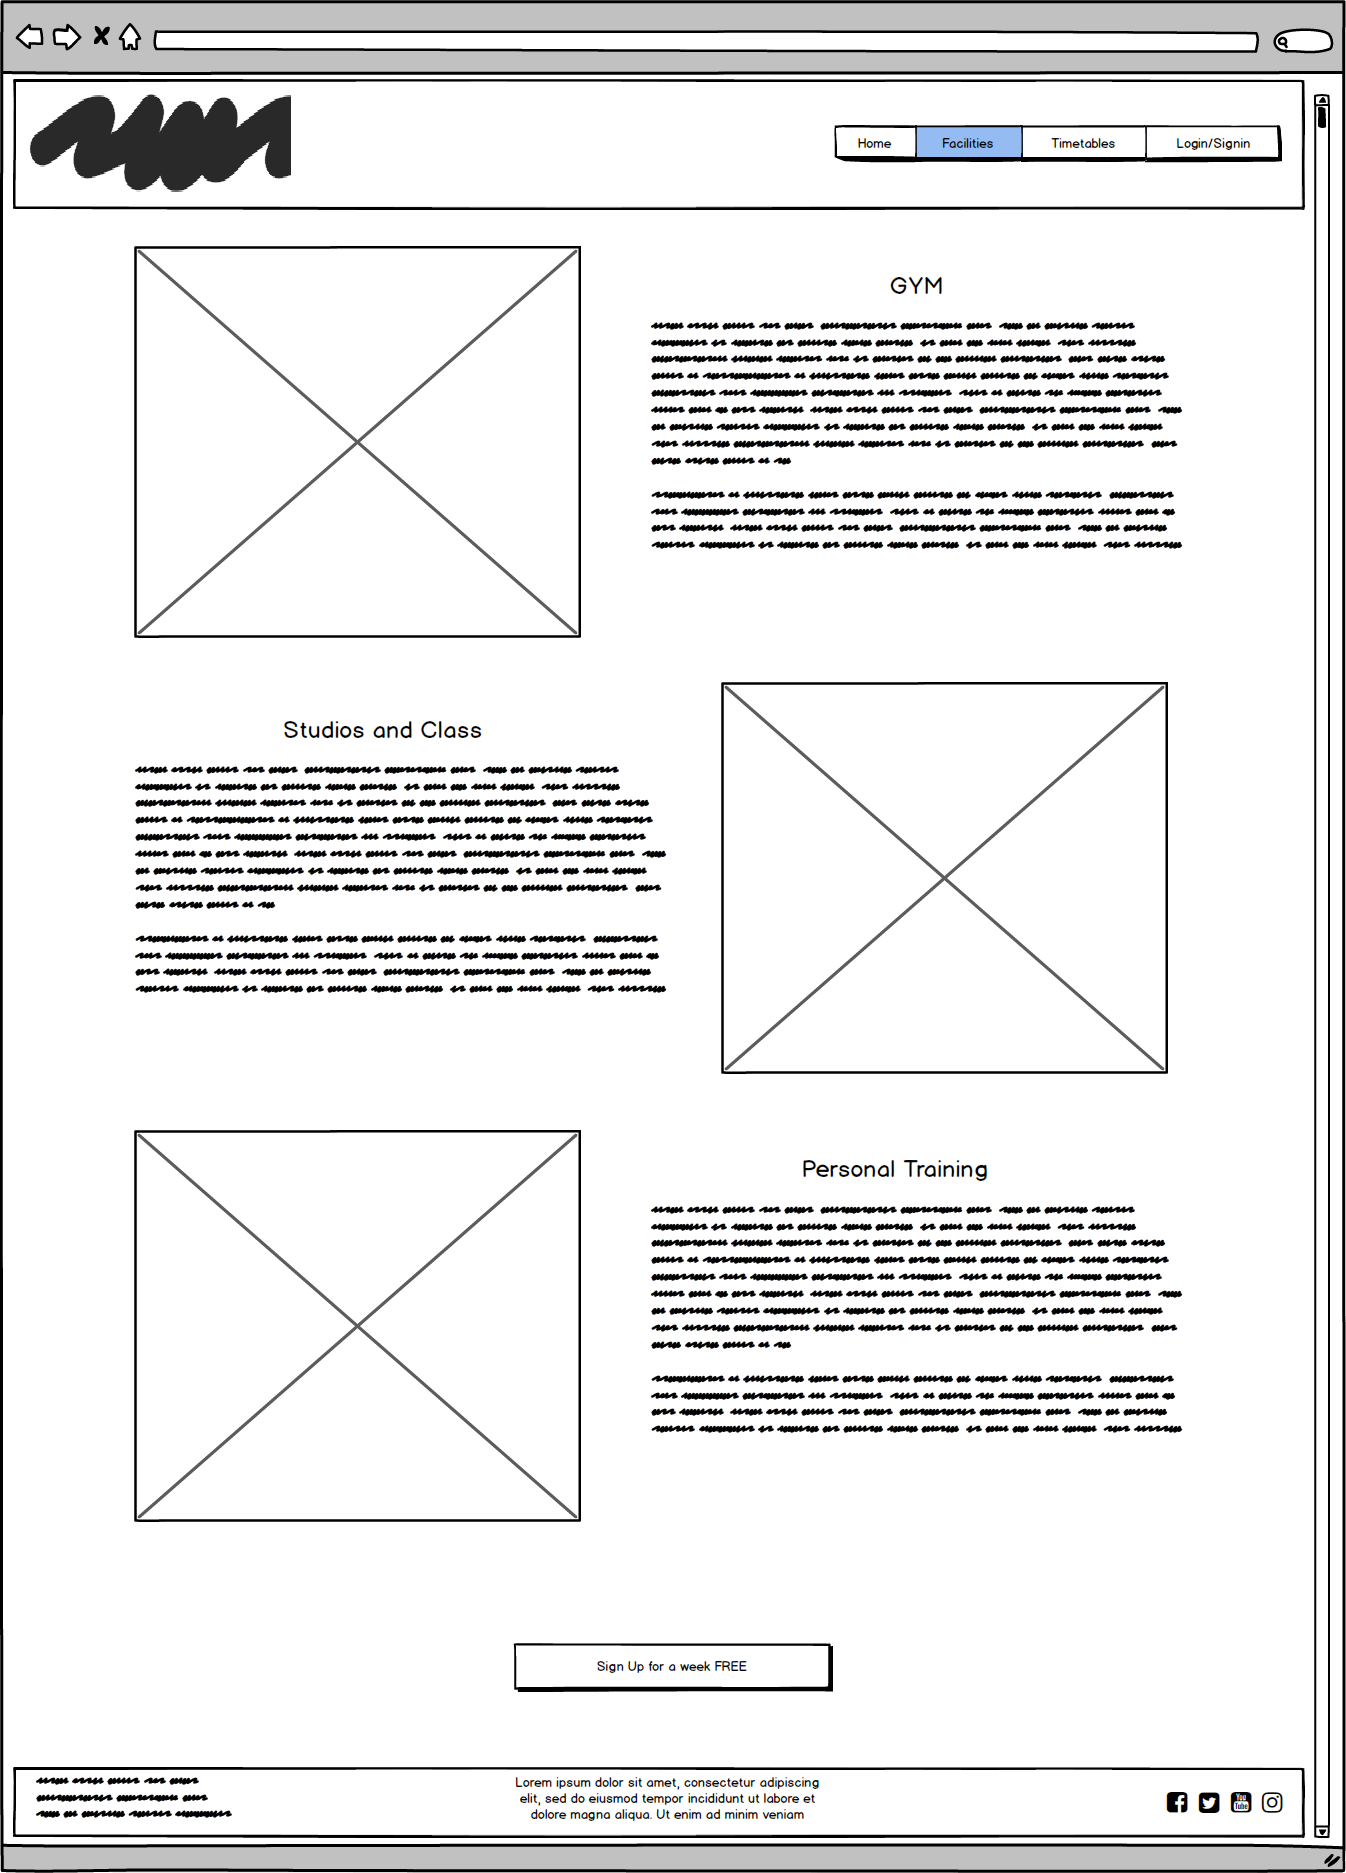 Home Facilities Timetables Login/Signin
GYM
Studios and Class
Personal Training
Sign Up for a week FREE
Lorem ipsum dolor sit amet, consectetur adipiscing
elit, sed do eiusmod tempor incididunt ut labore et
dolore magna aliqua. Ut enim ad minim veniam
You
Tube